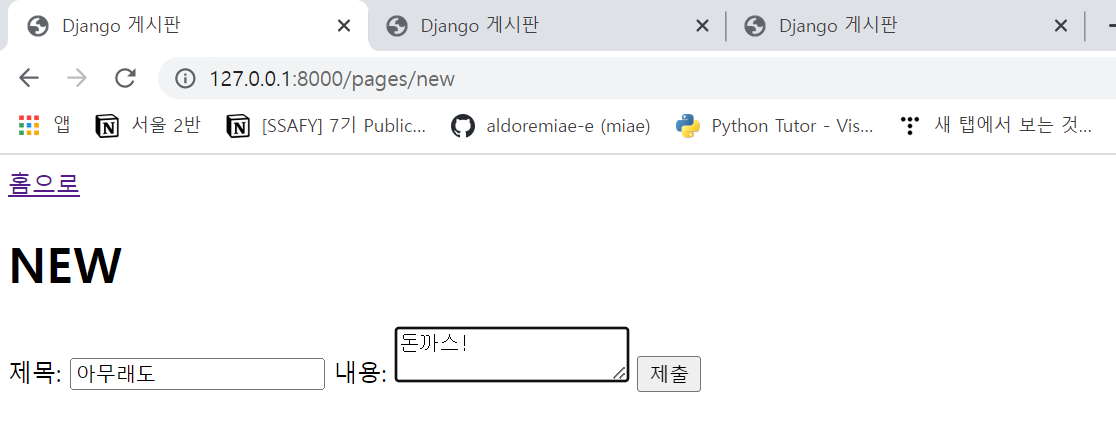 Django 게시판 Django 게시판 Django 게시판
127.0.0.1:8000/pages/new
앱 서울 2반 [SSAFY] 7기 Public... aldoremiae-e (miae) Python Tutor - Vis... 새 탭에서 보는 것...
홈으로
NEW
제목: 아무래도 내용: 돈까스! 제출